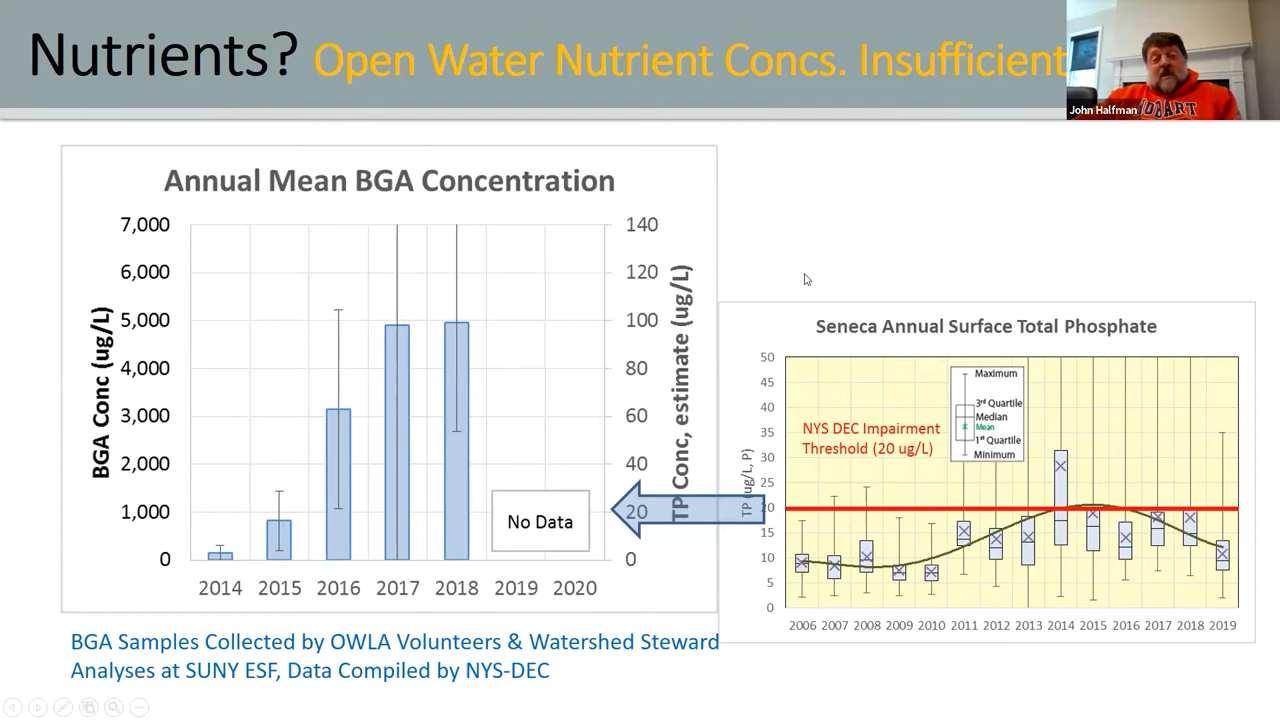 Nutrients? Open Water Nutrient Concs. Insufficient
John Halfman
HOBART
Annual Mean BGA Concentration
BGA Conc (ug/L)
7,000
6,000
5,000
4,000
3,000
2,000
1,000
0
140
120
100
80
60
40
20
0
TP Conc, estimate (ug/L)
No Data
2014 2015 2016 2017 2018 2019 2020
BGA Samples Collected by OWLA Volunteers & Watershed Steward
Analyses at SUNY ESF, Data Compiled by NYS-DEC
Seneca Annual Surface Total Phosphate
TP (ug/L, P)
50
45
40
35
30
25
20
15
10
5
0
NYS DEC Impairment
Threshold (20 ug/L)
Maximum
3rd Quartile
Median
Mean
1st Quartile
Minimum
2006 2007 2008 2009 2010 2011 2012 2013 2014 2015 2016 2017 2018 2019